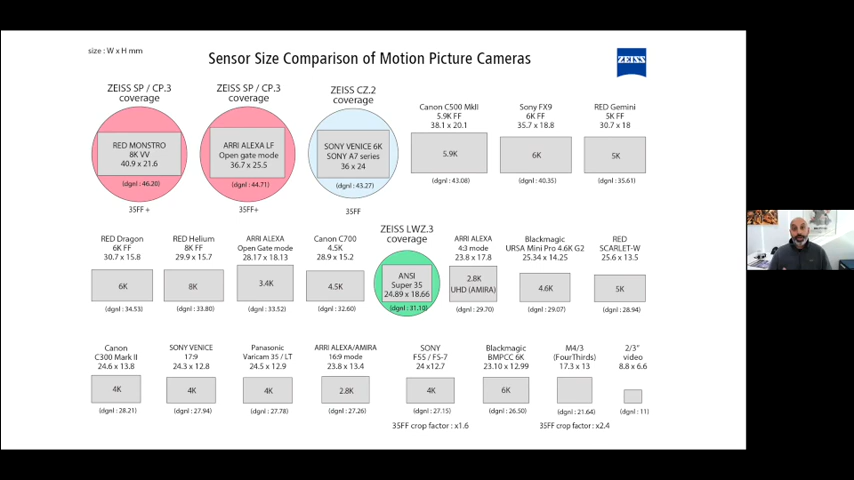 size : W x H mm
Sensor Size Comparison of Motion Picture Cameras
ZEISS
ZEISS SP / CP.3
coverage
RED MONSTRO
8K VV
40.9 x 21.6
(dgnl : 46.20)
35FF +
ZEISS SP / CP.3
coverage
ARRI ALEXA LF
Open gate mode
36.7 x 25.5
(dgnl : 44.71)
35FF+
ZEISS CZ.2
coverage
SONY VENICE 6K
SONY A7 series
36 x 24
(dgnl : 43.27)
35FF
Canon C500 MkII
5.9K FF
38.1 x 20.1
5.9K
(dgnl : 43.08)
Sony FX9
6K FF
35.7 x 18.8
6K
(dgnl : 40.35)
RED Gemini
5K FF
30.7 x 18
5K
(dgnl : 35.61)
RED Dragon
6K FF
30.7 x 15.8
6K
(dgnl : 34.53)
RED Helium
8K FF
29.9 x 15.7
8K
(dgnl : 33.80)
ARRI ALEXA
Open Gate mode
28.17 x 18.13
3.4K
(dgnl : 33.52)
Canon C700
4.5K
28.9 x 15.2
4.5K
(dgnl : 32.60)
ZEISS LWZ.3
coverage
ANSI
Super 35
24.89 x 18.66
(dgnl : 31.10)
ARRI ALEXA
4:3 mode
23.8 x 17.8
2.8K
UHD (AMIRA)
(dgnl : 29.70)
Blackmagic
URSA Mini Pro 4.6K G2
25.34 x 14.25
4.6K
(dgnl : 29.07)
RED
SCARLET-W
25.6 x 13.5
5K
(dgnl : 28.94)
Canon
C300 Mark II
24.6 x 13.8
4K
(dgnl : 28.21)
SONY VENICE
17:9
24.3 x 12.8
4K
(dgnl : 27.94)
Panasonic
Varicam 35 / LT
24.5 x 12.9
4K
(dgnl : 27.78)
ARRI ALEXA/AMIRA
16:9 mode
23.8 x 13.4
2.8K
(dgnl : 27.26)
SONY
F55 / FS-7
24 x12.7
4K
(dgnl : 27.15)
35FF crop factor : x1.6
Blackmagic
BMPCC 6K
23.10 x 12.99
6K
(dgnl : 26.50)
M4/3
(FourThirds)
17.3 x 13
(dgnl : 21.64)
35FF crop factor : x2.4
2/3"
video
8.8 x 6.6
(dgnl : 11)